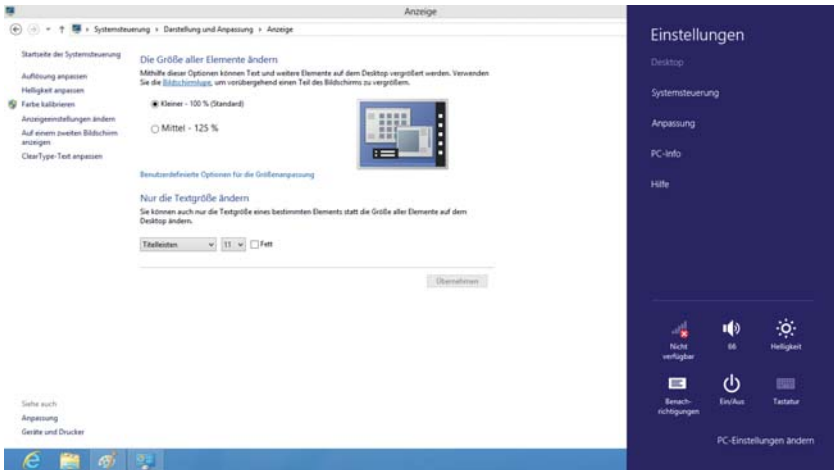 Anzeige
Systemsteuerung › Darstellung und Anpassung › Anzeige
Startseite der Systemsteuerung
Auflösung anpassen
Helligkeit anpassen
Farbe kalibrieren
Anzeigeeinstellungen ändern
Auf einem zweiten Bildschirm
anzeigen
ClearType-Text anpassen
Die Größe aller Elemente ändern
Mithilfe dieser Optionen können Text und weitere Elemente auf dem Desktop vergrößert werden. Verwenden
Sie die Bildschirmlupe, um vorübergehend einen Teil des Bildschirms zu vergrößern.
Kleiner - 100 % (Standard)
Mittel - 125 %
Benutzerdefinierte Optionen für die Größenanpassung
Nur die Textgröße ändern
Sie können auch nur die Textgröße eines bestimmten Elements statt die Größe aller Elemente auf dem
Desktop ändern.
Titelleisten 11 Fett
Übernehmen
Siehe auch
Anpassung
Geräte und Drucker
Einstellungen
Desktop
Systemsteuerung
Anpassung
PC-Info
Hilfe
Nicht
verfügbar
66
Helligkeit
Benach-
richtigungen
Ein/Aus
Tastatur
PC-Einstellungen ändern